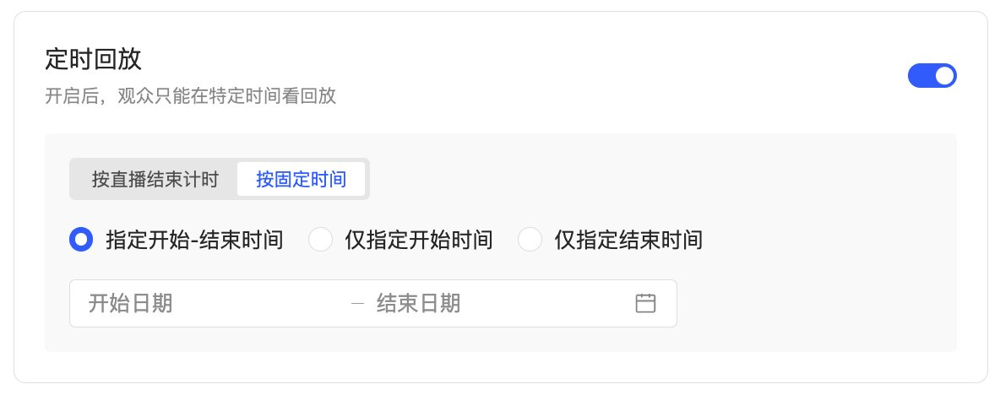 定时回放
开启后，观众只能在特定时间看回放
按直播结束计时 按固定时间
指定开始-结束时间 仅指定开始时间 仅指定结束时间
开始日期 — 结束日期